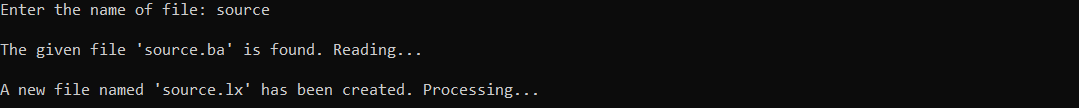 Enter the name of file: source
The given file 'source.ba' is found. Reading...
A new file named 'source.lx' has been created. Processing...